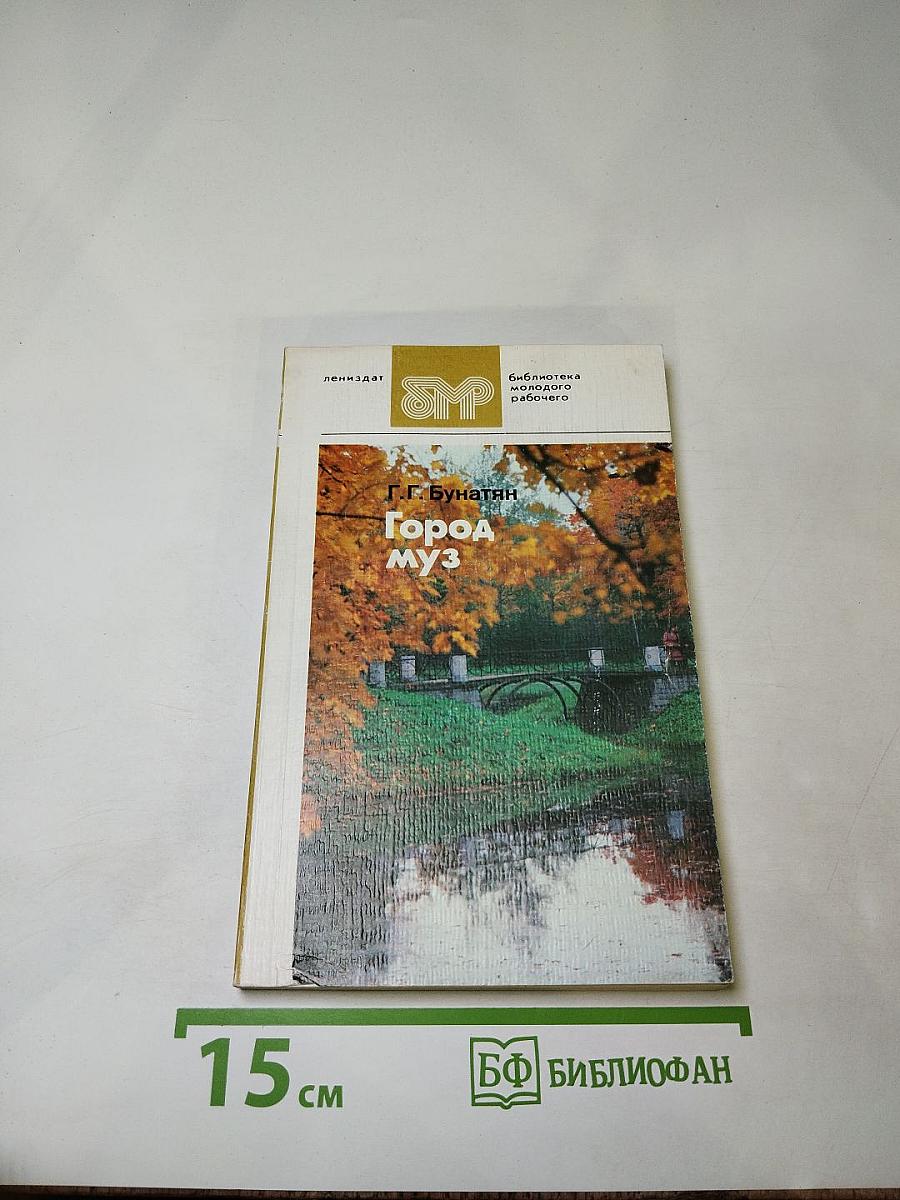 лениздат
бмр
библиотека
молодого
рабочего
Г.Г. Бунатян
Город
муз
15 см
БФ БИБЛИОФАН